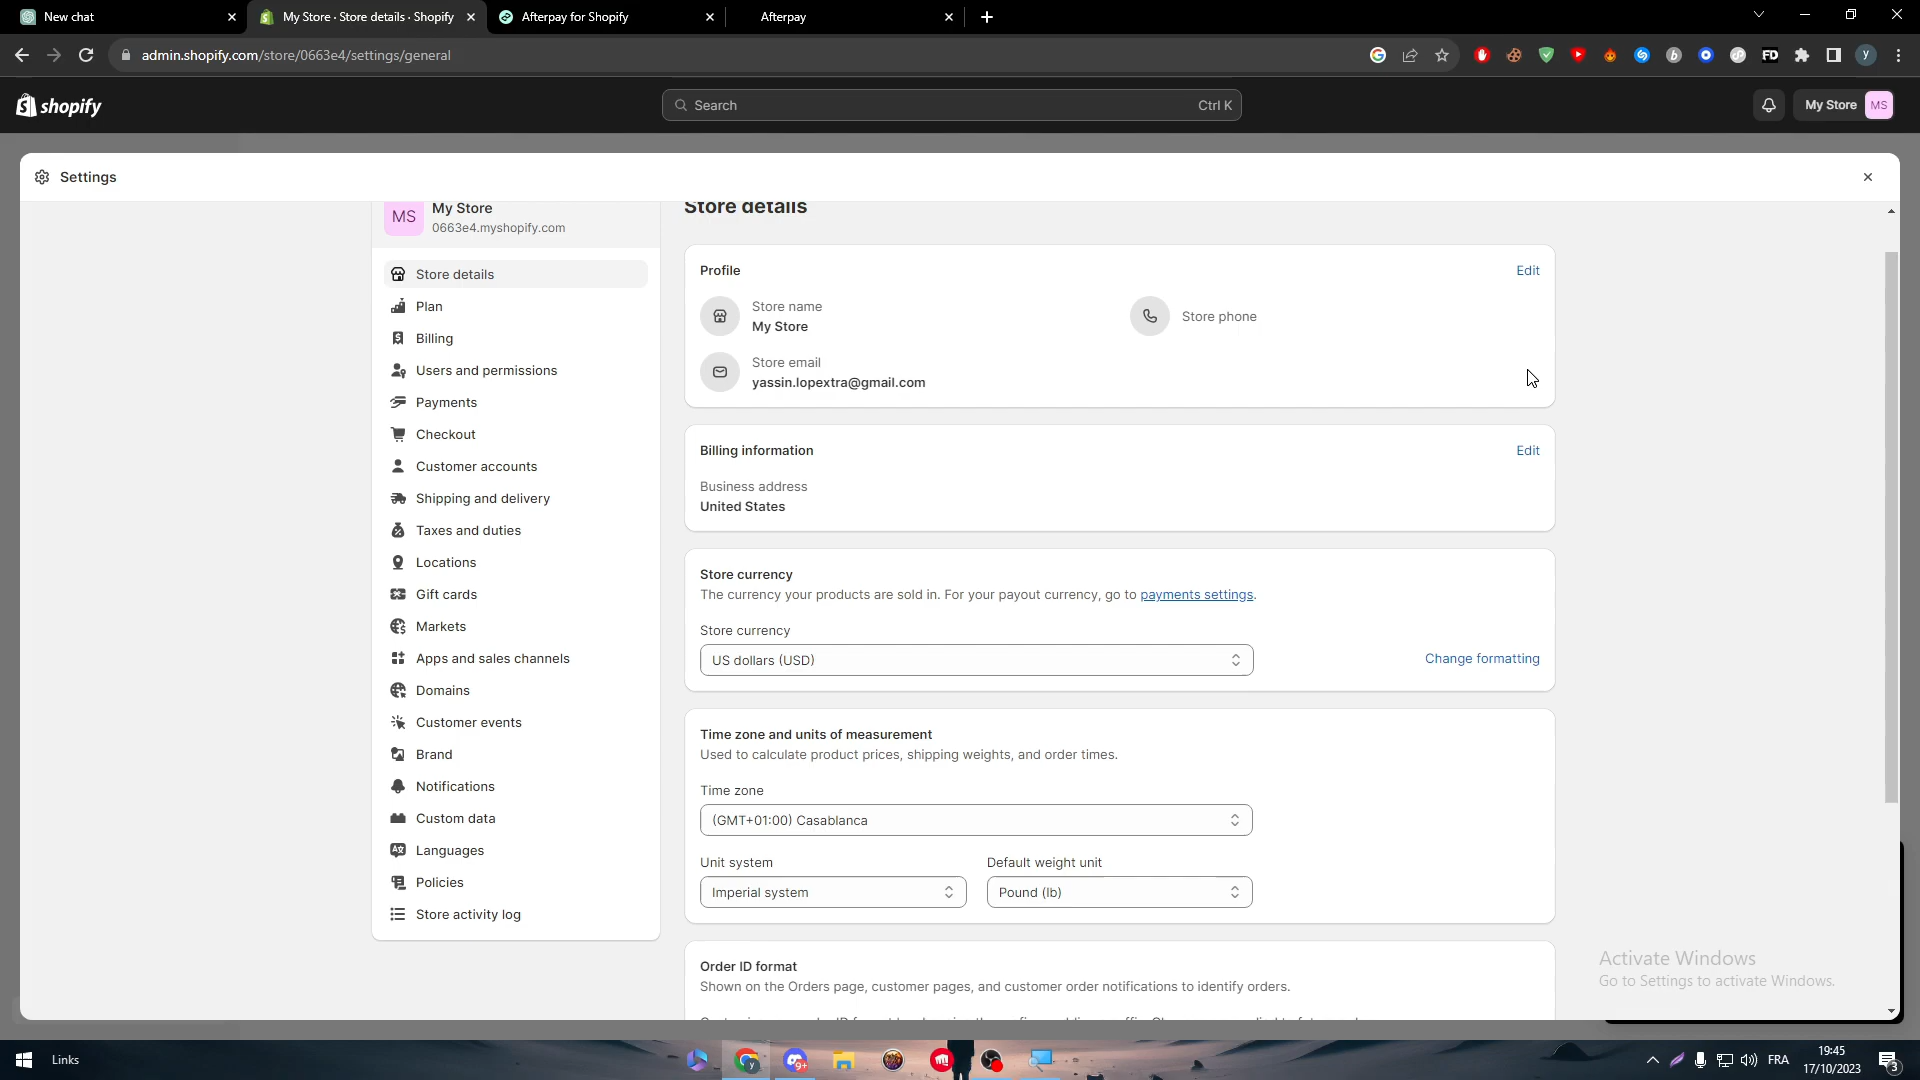 New chat
My Store · Store details · Shopify
Afterpay for Shopify
Afterpay
admin.shopify.com/store/0663e4/settings/general
shopify
Search
Ctrl K
My Store
MS
Settings
MS
My Store
0663e4.myshopify.com
Store details
Plan
Billing
Users and permissions
Payments
Checkout
Customer accounts
Shipping and delivery
Taxes and duties
Locations
Gift cards
Markets
Apps and sales channels
Domains
Customer events
Brand
Notifications
Custom data
Languages
Policies
Store activity log
Store details
Profile
Edit
Store name
My Store
Store phone
Store email
yassin.lopextra@gmail.com
Billing information
Edit
Business address
United States
Store currency
The currency your products are sold in. For your payout currency, go to payments settings.
Store currency
US dollars (USD)
Change formatting
Time zone and units of measurement
Used to calculate product prices, shipping weights, and order times.
Time zone
(GMT+01:00) Casablanca
Unit system
Default weight unit
Imperial system
Pound (lb)
Order ID format
Shown on the Orders page, customer pages, and customer order notifications to identify orders.
Activate Windows
Go to Settings to activate Windows.
Links
FRA
19:45
17/10/2023
3